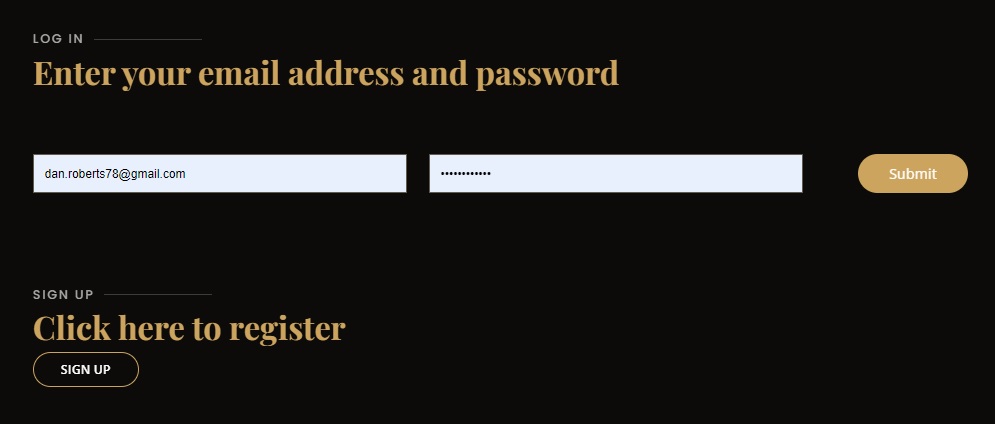 LOG IN
Enter your email address and password
dan.roberts78@gmail.com
••••••••••••
Submit
SIGN UP
Click here to register
SIGN UP